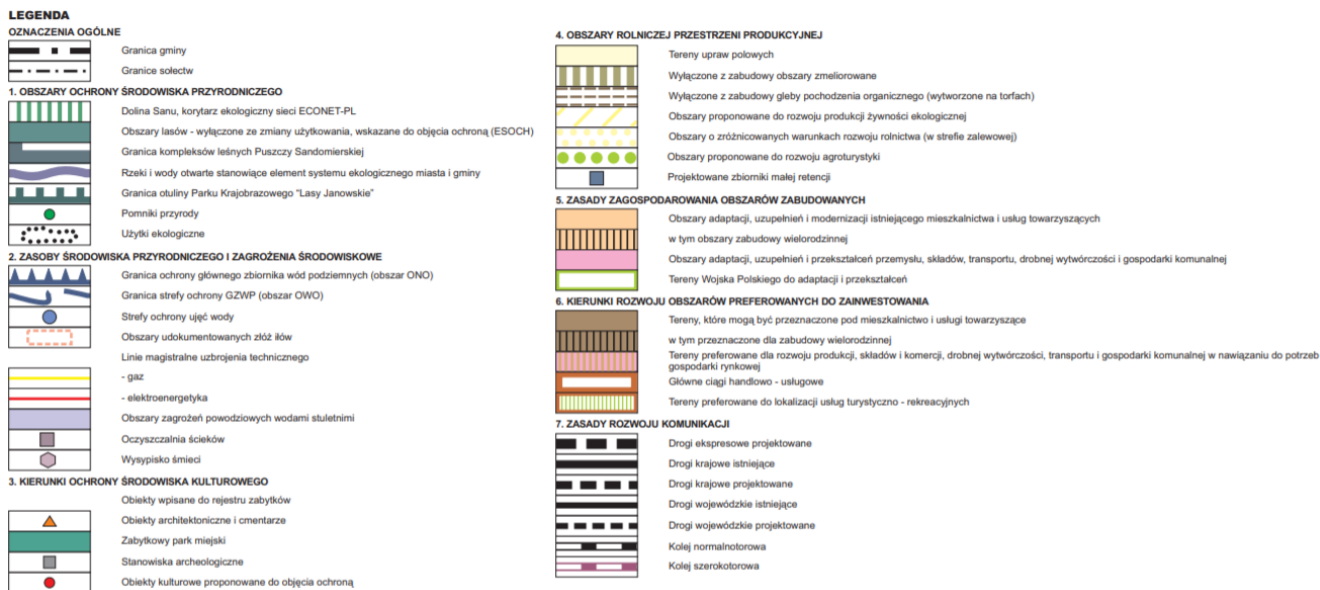 LEGENDA
OZNACZENIA OGÓLNE
Granica gminy
Granice sołectw
1. OBSZARY OCHRONY ŚRODOWISKA PRZYRODNICZEGO
Dolina Sanu, korytarz ekologiczny sieci ECONET-PL
Obszary lasów - wyłączone ze zmiany użytkowania, wskazane do objęcia ochroną (ESOCH)
Granica kompleksów leśnych Puszczy Sandomierskiej
Rzeki i wody otwarte stanowiące element systemu ekologicznego miasta i gminy
Granica otuliny Parku Krajobrazowego "Lasy Janowskie"
Pomniki przyrody
Użytki ekologiczne
2. ZASOBY ŚRODOWISKA PRZYRODNICZEGO I ZAGROŻENIA ŚRODOWISKOWE
Granica ochrony głównego zbiornika wód podziemnych (obszar ONO)
Granica strefy ochrony GZWP (obszar OWO)
Strefy ochrony ujęć wody
Obszary udokumentowanych złóż iłów
Linie magistralne uzbrojenia technicznego
- gaz
- elektroenergetyka
Obszary zagrożeń powodziowych wodami stuletnimi
Oczyszczalnia ścieków
Wysypisko śmieci
3. KIERUNKI OCHRONY ŚRODOWISKA KULTUROWEGO
Obiekty wpisane do rejestru zabytków
Obiekty architektoniczne i cmentarze
Zabytkowy park miejski
Stanowiska archeologiczne
Obiekty kulturowe proponowane do objęcia ochroną
4. OBSZARY ROLNICZEJ PRZESTRZENI PRODUKCYJNEJ
Tereny upraw polowych
Wyłączone z zabudowy obszary zmeliorowane
Wyłączone z zabudowy gleby pochodzenia organicznego (wytworzone na torfach)
Obszary proponowane do rozwoju produkcji żywności ekologicznej
Obszary o zróżnicowanych warunkach rozwoju rolnictwa (w strefie zalewowej)
Obszary proponowane do rozwoju agroturystyki
Projektowane zbiorniki małej retencji
5. ZASADY ZAGOSPODAROWANIA OBSZARÓW ZABUDOWANYCH
Obszary adaptacji, uzupełnień i modernizacji istniejącego mieszkalnictwa i usług towarzyszących
w tym obszary zabudowy wielorodzinnej
Obszary adaptacji, uzupełnień i przekształceń przemysłu, składów, transportu, drobnej wytwórczości i gospodarki komunalnej
Tereny Wojska Polskiego do adaptacji i przekształceń
6. KIERUNKI ROZWOJU OBSZARÓW PREFEROWANYCH DO ZAINWESTOWANIA
Tereny, które mogą być przeznaczone pod mieszkalnictwo i usługi towarzyszące
w tym przeznaczone dla zabudowy wielorodzinnej
Tereny preferowane dla rozwoju produkcji, składów i komercji, drobnej wytwórczości, transportu i gospodarki komunalnej w nawiązaniu do potrzeb
gospodarki rynkowej
Główne ciągi handlowo - usługowe
Tereny preferowane do lokalizacji usług turystyczno - rekreacyjnych
7. ZASADY ROZWOJU KOMUNIKACJI
Drogi ekspresowe projektowane
Drogi krajowe istniejące
Drogi krajowe projektowane
Drogi wojewódzkie istniejące
Drogi wojewódzkie projektowane
Kolej normalnotorowa
Kolej szerokotorowa